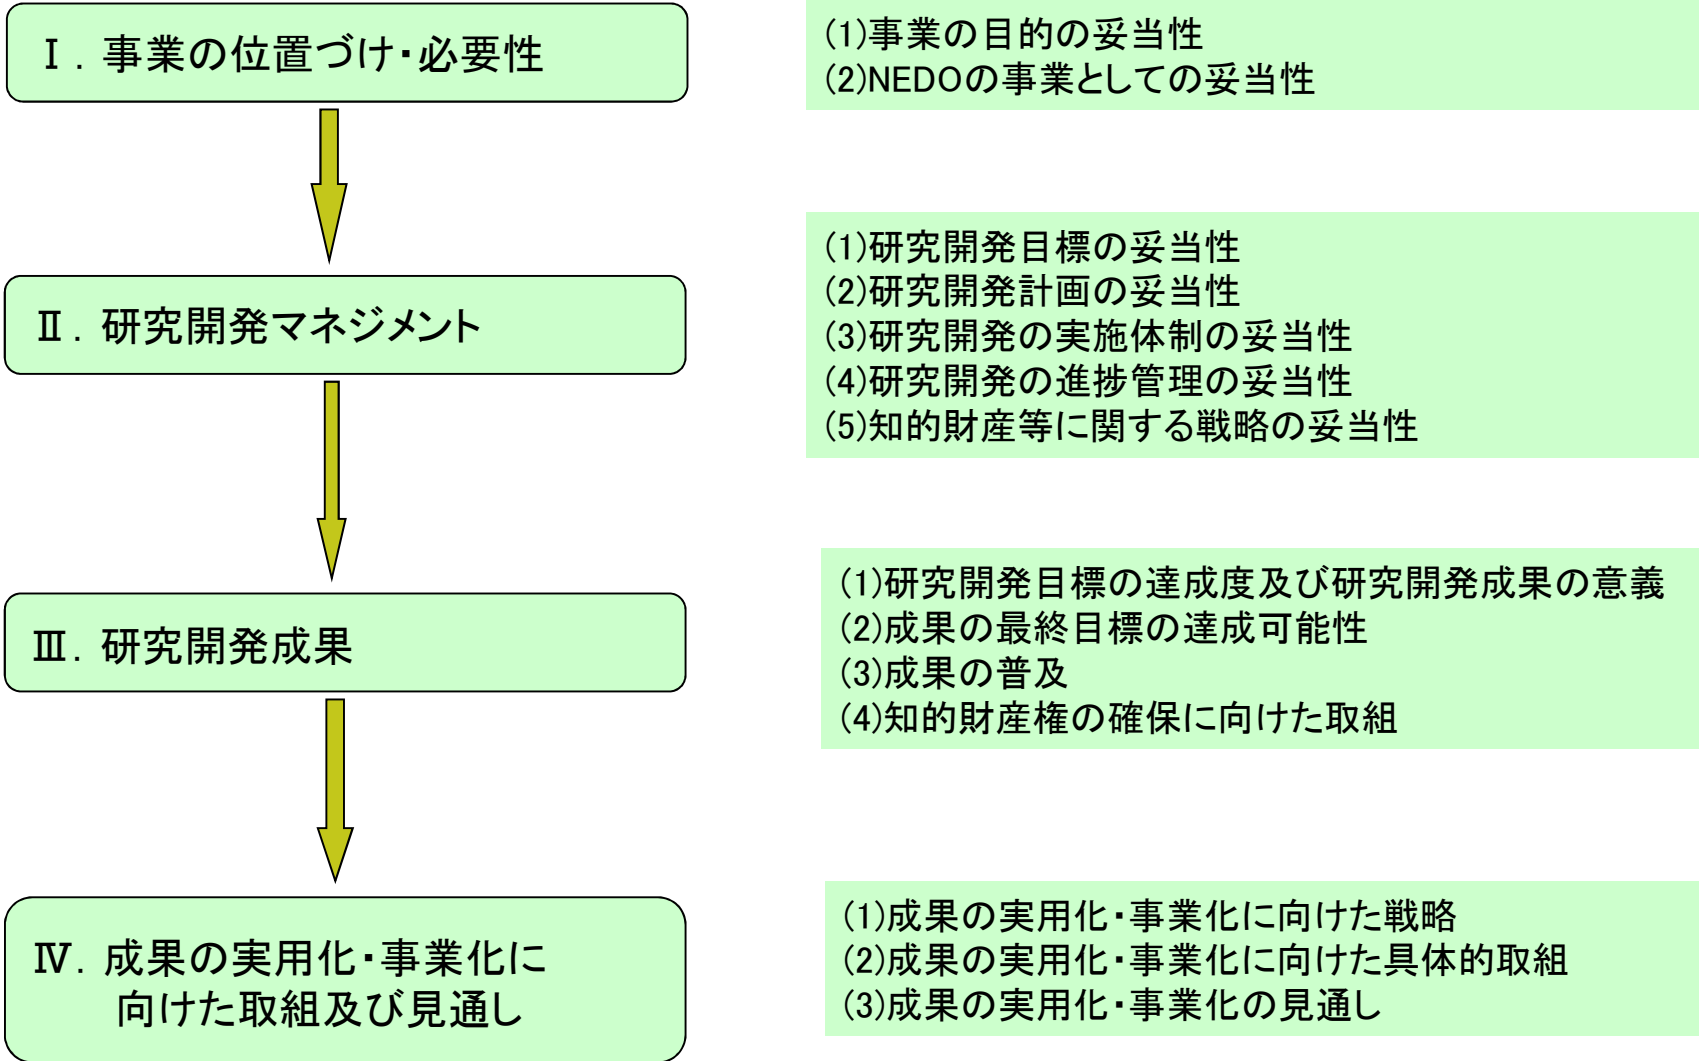 Ⅰ．事業の位置づけ・必要性
(1)事業の目的の妥当性
(2)NEDOの事業としての妥当性
Ⅱ．研究開発マネジメント
(1)研究開発目標の妥当性
(2)研究開発計画の妥当性
(3)研究開発の実施体制の妥当性
(4)研究開発の進捗管理の妥当性
(5)知的財産等に関する戦略の妥当性
Ⅲ．研究開発成果
(1)研究開発目標の達成度及び研究開発成果の意義
(2)成果の最終目標の達成可能性
(3)成果の普及
(4)知的財産権の確保に向けた取組
Ⅳ．成果の実用化・事業化に
向けた取組及び見通し
(1)成果の実用化・事業化に向けた戦略
(2)成果の実用化・事業化に向けた具体的取組
(3)成果の実用化・事業化の見通し